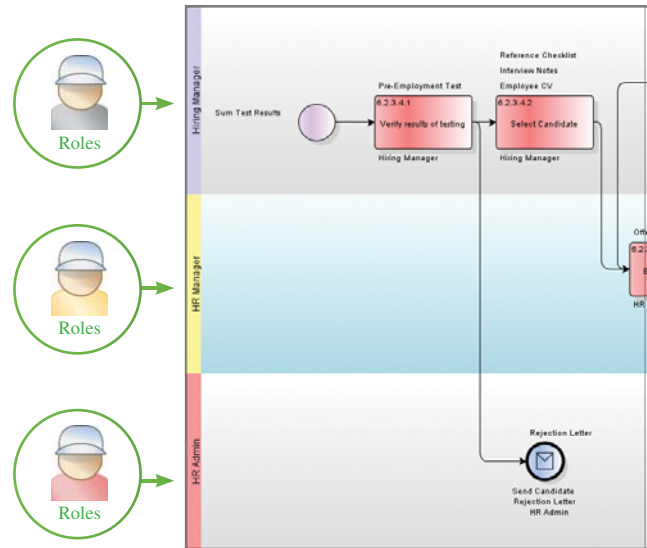 Roles
Roles
Roles
Hiring Manager
HR Manager
HR Admin
Sum Test Results
Pre-Employment Test
6.2.3.4.1
Verify results of testing
Hiring Manager
Reference Checklist
Interview Notes
Employee CV
6.2.3.4.2
Select Candidate
Hiring Manager
HR
Rejection Letter
Send Candidate
Rejection Letter
HR Admin